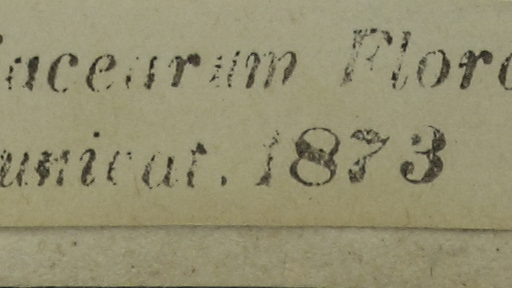 acearum Flor
unicat. 1873